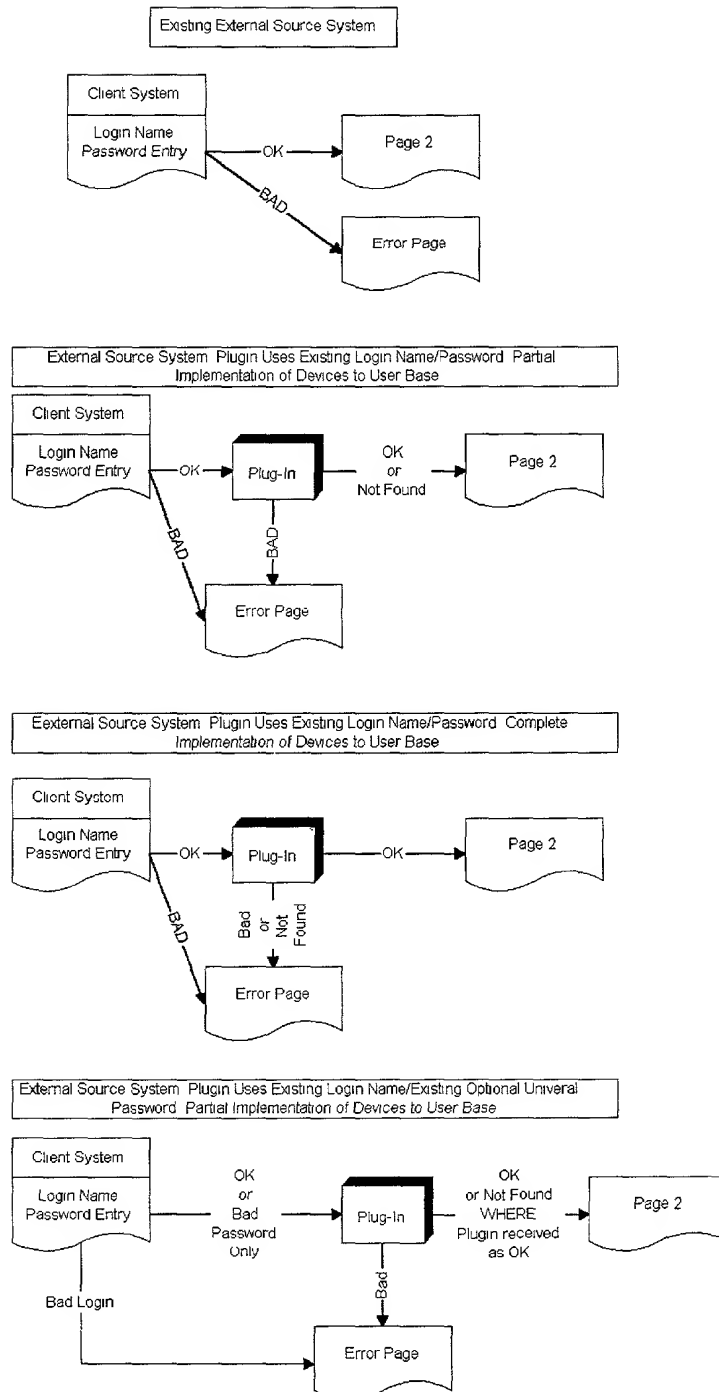 Existing External Source System
Client System
Login Name
Password Entry
OK
Page 2
BAD
Error Page
External Source System Plugin Uses Existing Login Name/Password Partial
Implementation of Devices to User Base
Client System
Login Name
Password Entry
OK
Plug-In
OK
or
Not Found
Page 2
BAD
BAD
Error Page
Eexternal Source System Plugin Uses Existing Login Name/Password Complete
Implementation of Devices to User Base
Client System
Login Name
Password Entry
OK
Plug-In
OK
Page 2
BAD
Bad
or
Not
Found
Error Page
External Source System Plugin Uses Existing Login Name/Existing Optional Univeral
Password Partial Implementation of Devices to User Base
Client System
Login Name
Password Entry
OK
or
Bad
Password
Only
Plug-In
OK
or Not Found
WHERE
Plugin received
as OK
Page 2
Bad Login
Bad
Error Page